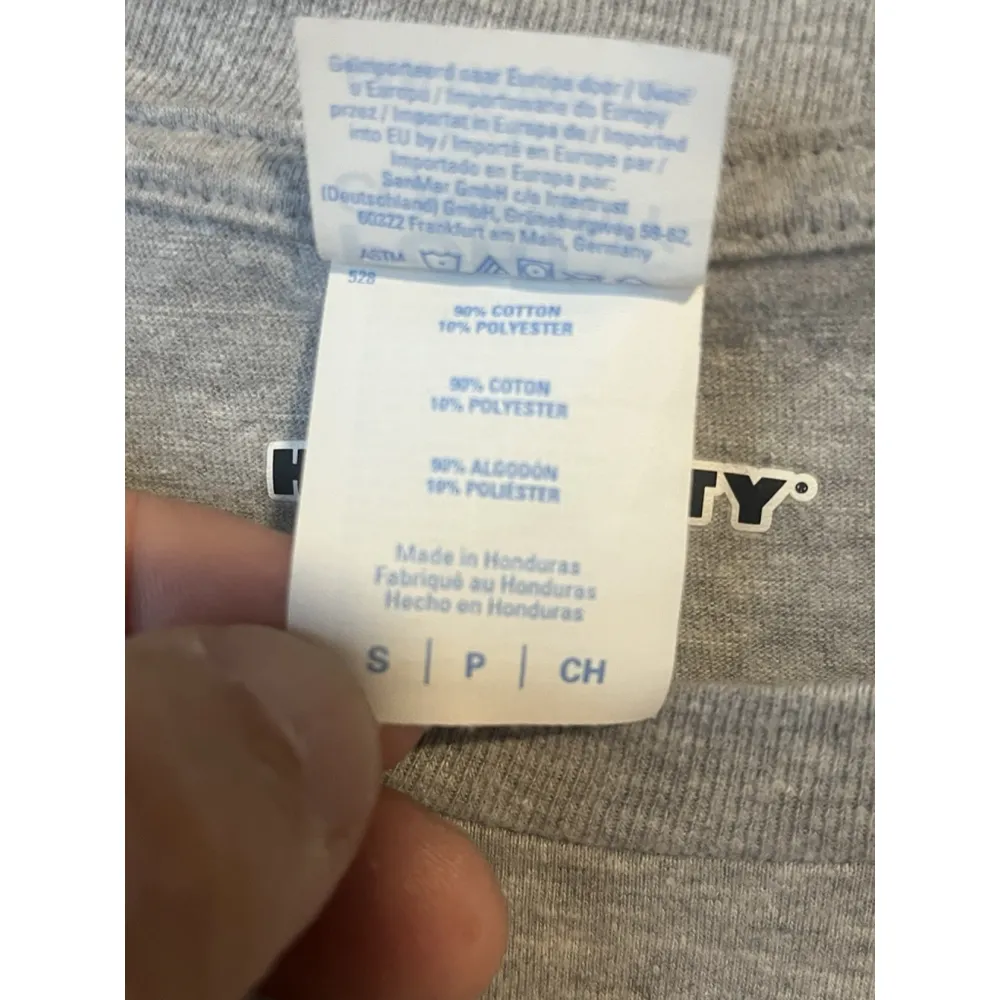 Geïmporteerd naar Europa door / Uvoz
v Evropo / Importowane do Europy
przez / Importat in Europa de / Imported
into EU by / Importé en Europe par /
Importado en Europa por:
SanMar GmbH c/o Intertrust
(Deutschland) GmbH, Grüneburgweg 58-62,
60322 Frankfurt am Main, Germany
ASTM
528
90% COTTON
10% POLYESTER
90% COTON
10% POLYESTER
90% ALGODÓN
10% POLIÉSTER
H TY®
Made in Honduras
Fabriqué au Honduras
Hecho en Honduras
S | P | CH